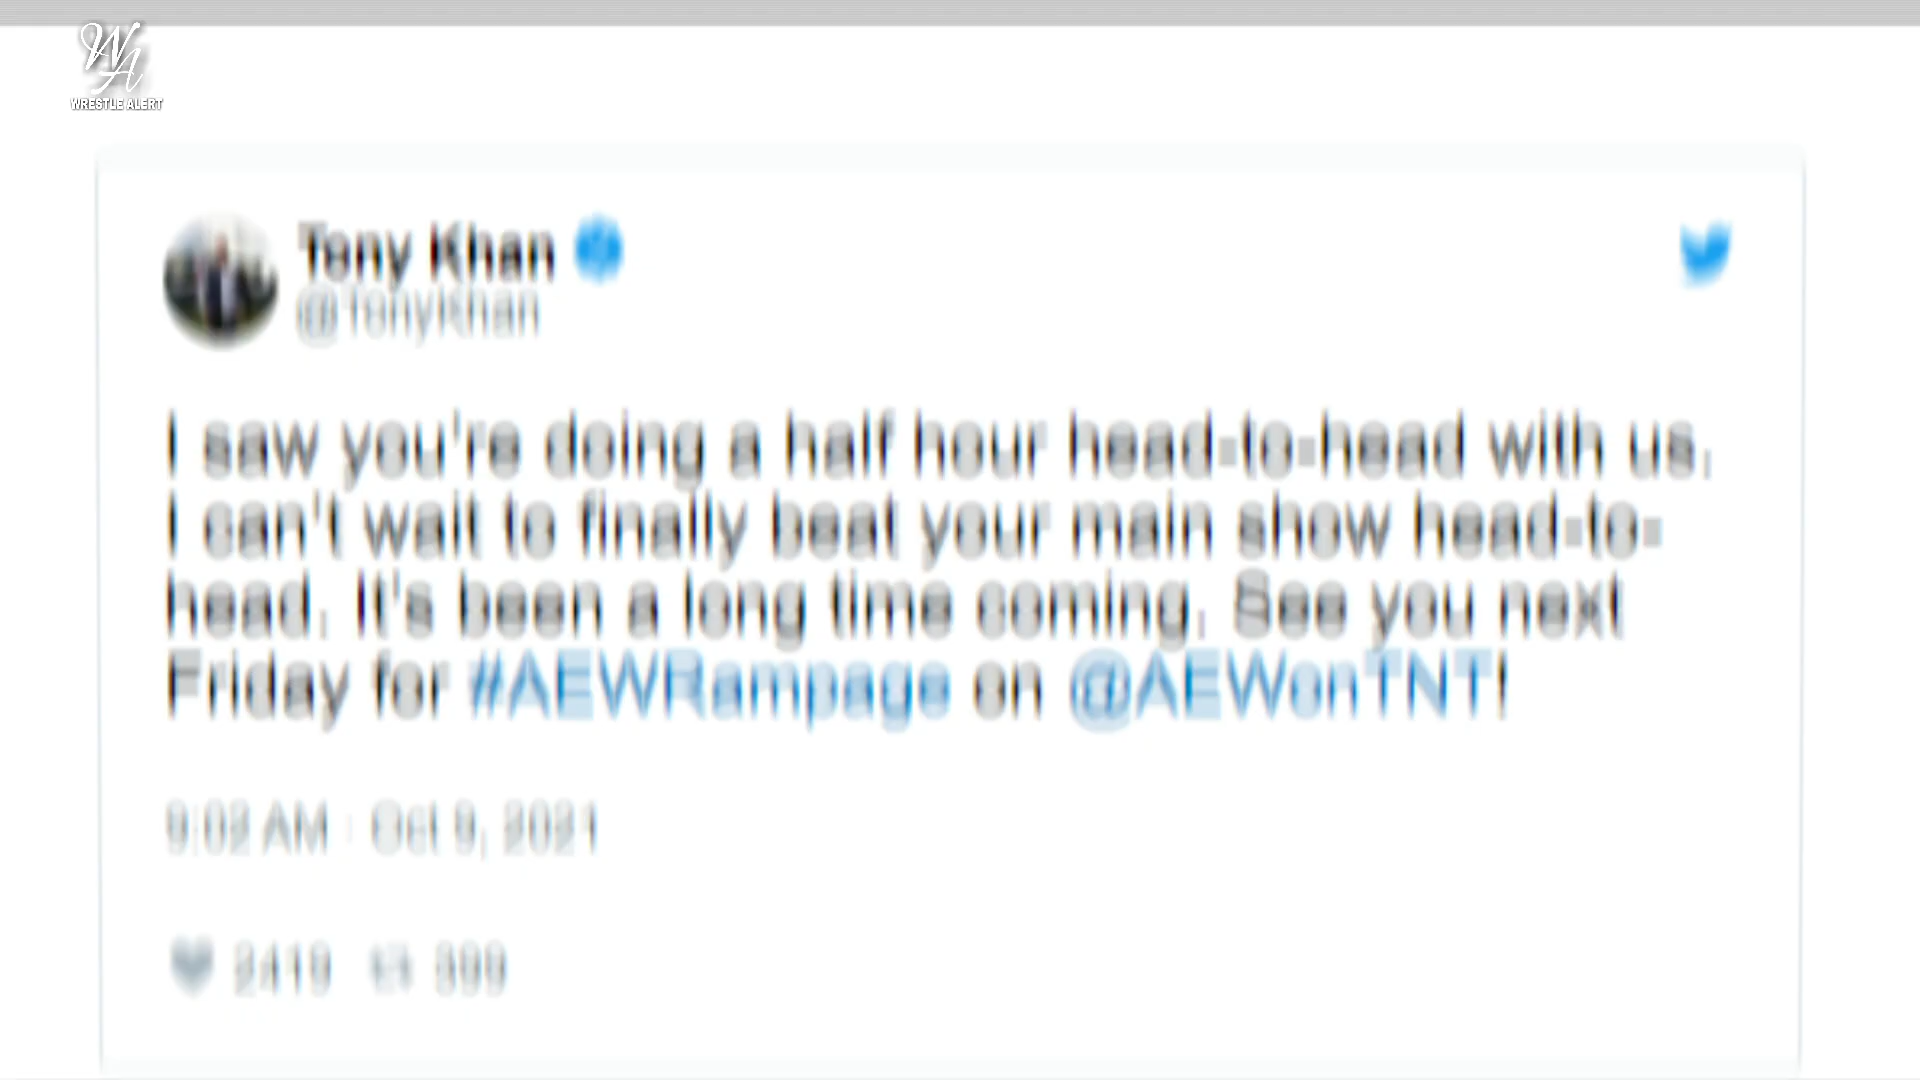 WA
WRESTLE ALERT
Tony Khan
@TonyKhan
I saw you're doing a half hour head-to-head with us.
I can't wait to finally beat your main show head-to-
head. It's been a long time coming. See you next
Friday for #AEWRampage on @AEWonTNT!
9:02 AM · Oct 9, 2021
2419